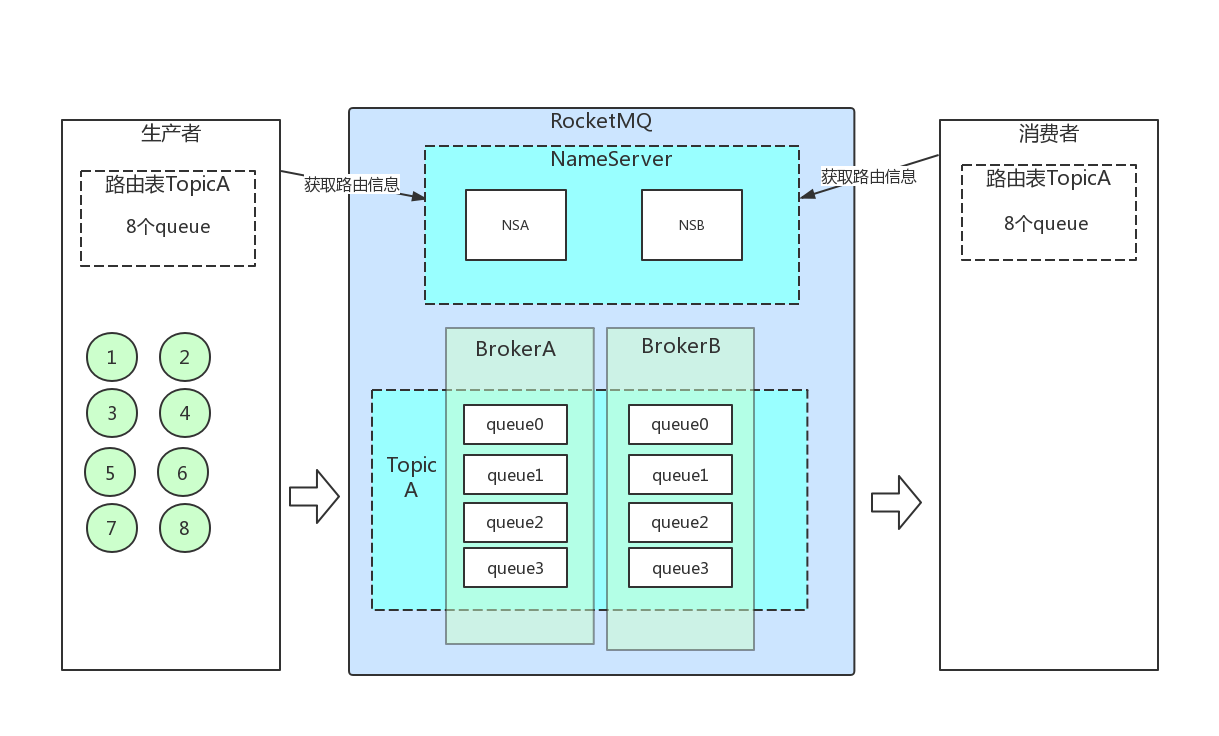 生产者
路由表TopicA
8个queue
1
2
3
4
5
6
7
8
获取路由信息
RocketMQ
NameServer
NSA
NSB
BrokerA
BrokerB
Topic
A
queue0
queue1
queue2
queue3
queue0
queue1
queue2
queue3
获取路由信息
消费者
路由表TopicA
8个queue